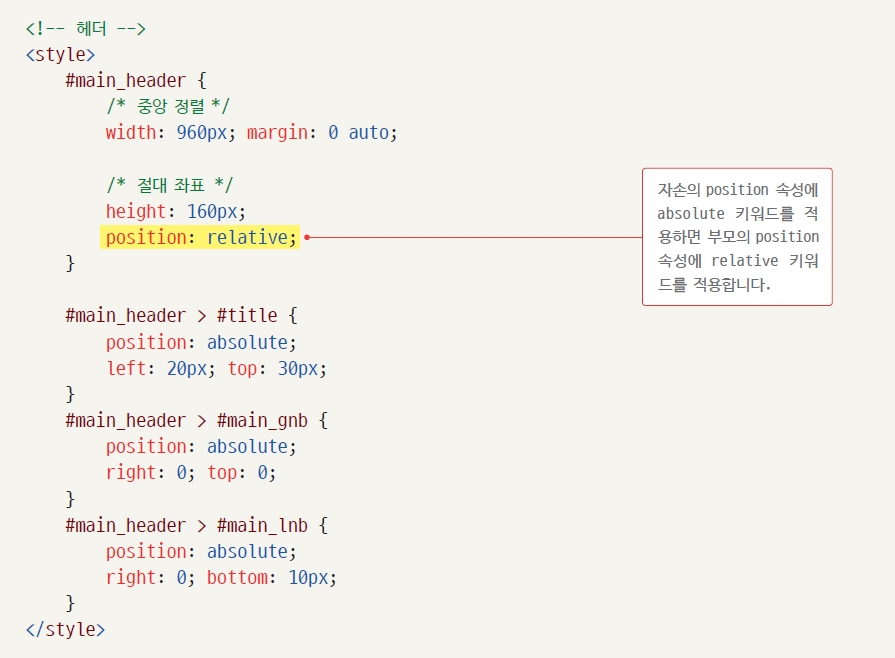 <!-- 헤더 -->
<style>
#main_header {
/* 중앙 정렬 */
width: 960px; margin: 0 auto;
/* 절대 좌표 */
height: 160px;
position: relative;
}
자손의 position 속성에
absolute 키워드를 적
용하면 부모의 position
속성에 relative 키워
드를 적용합니다.
#main_header > #title {
position: absolute;
left: 20px; top: 30px;
}
#main_header > #main_gnb {
position: absolute;
right: 0; top: 0;
}
#main_header > #main_lnb {
position: absolute;
right: 0; bottom: 10px;
}
</style>